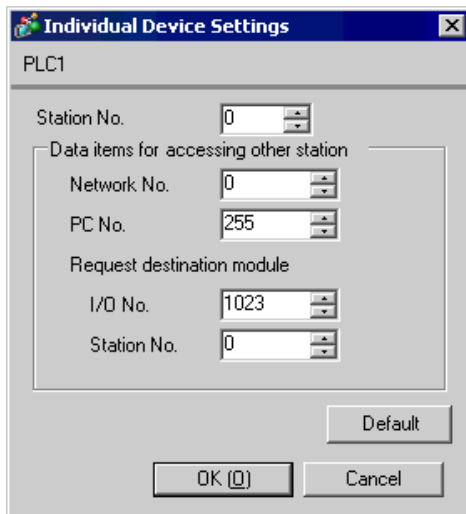 Individual Device Settings
PLC1
Station No. 0
Data items for accessing other station
Network No. 0
PC No. 255
Request destination module
I/O No. 1023
Station No. 0
Default
OK (O) Cancel